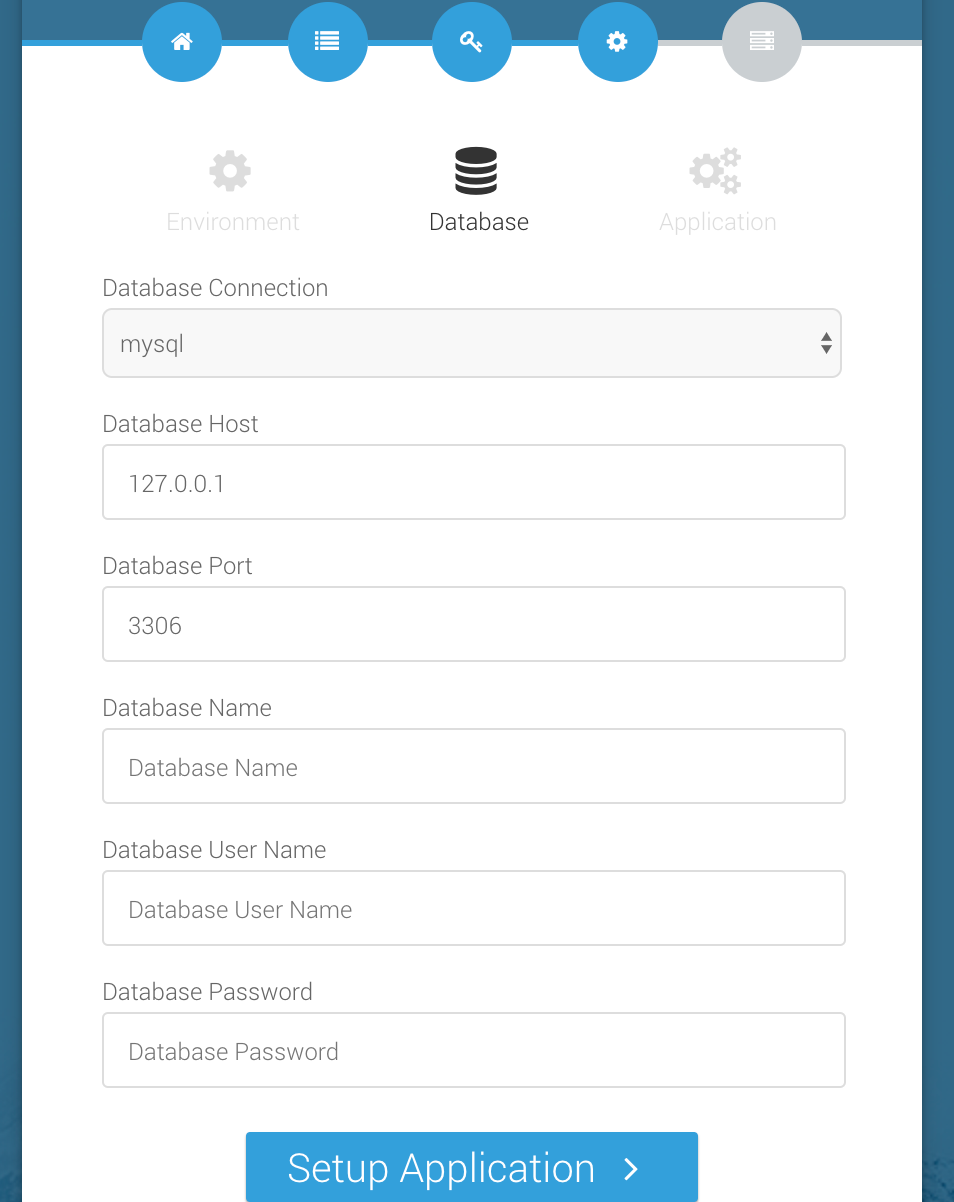 Environment
Database
Application
Database Connection
mysql
Database Host
127.0.0.1
Database Port
3306
Database Name
Database Name
Database User Name
Database User Name
Database Password
Database Password
Setup Application